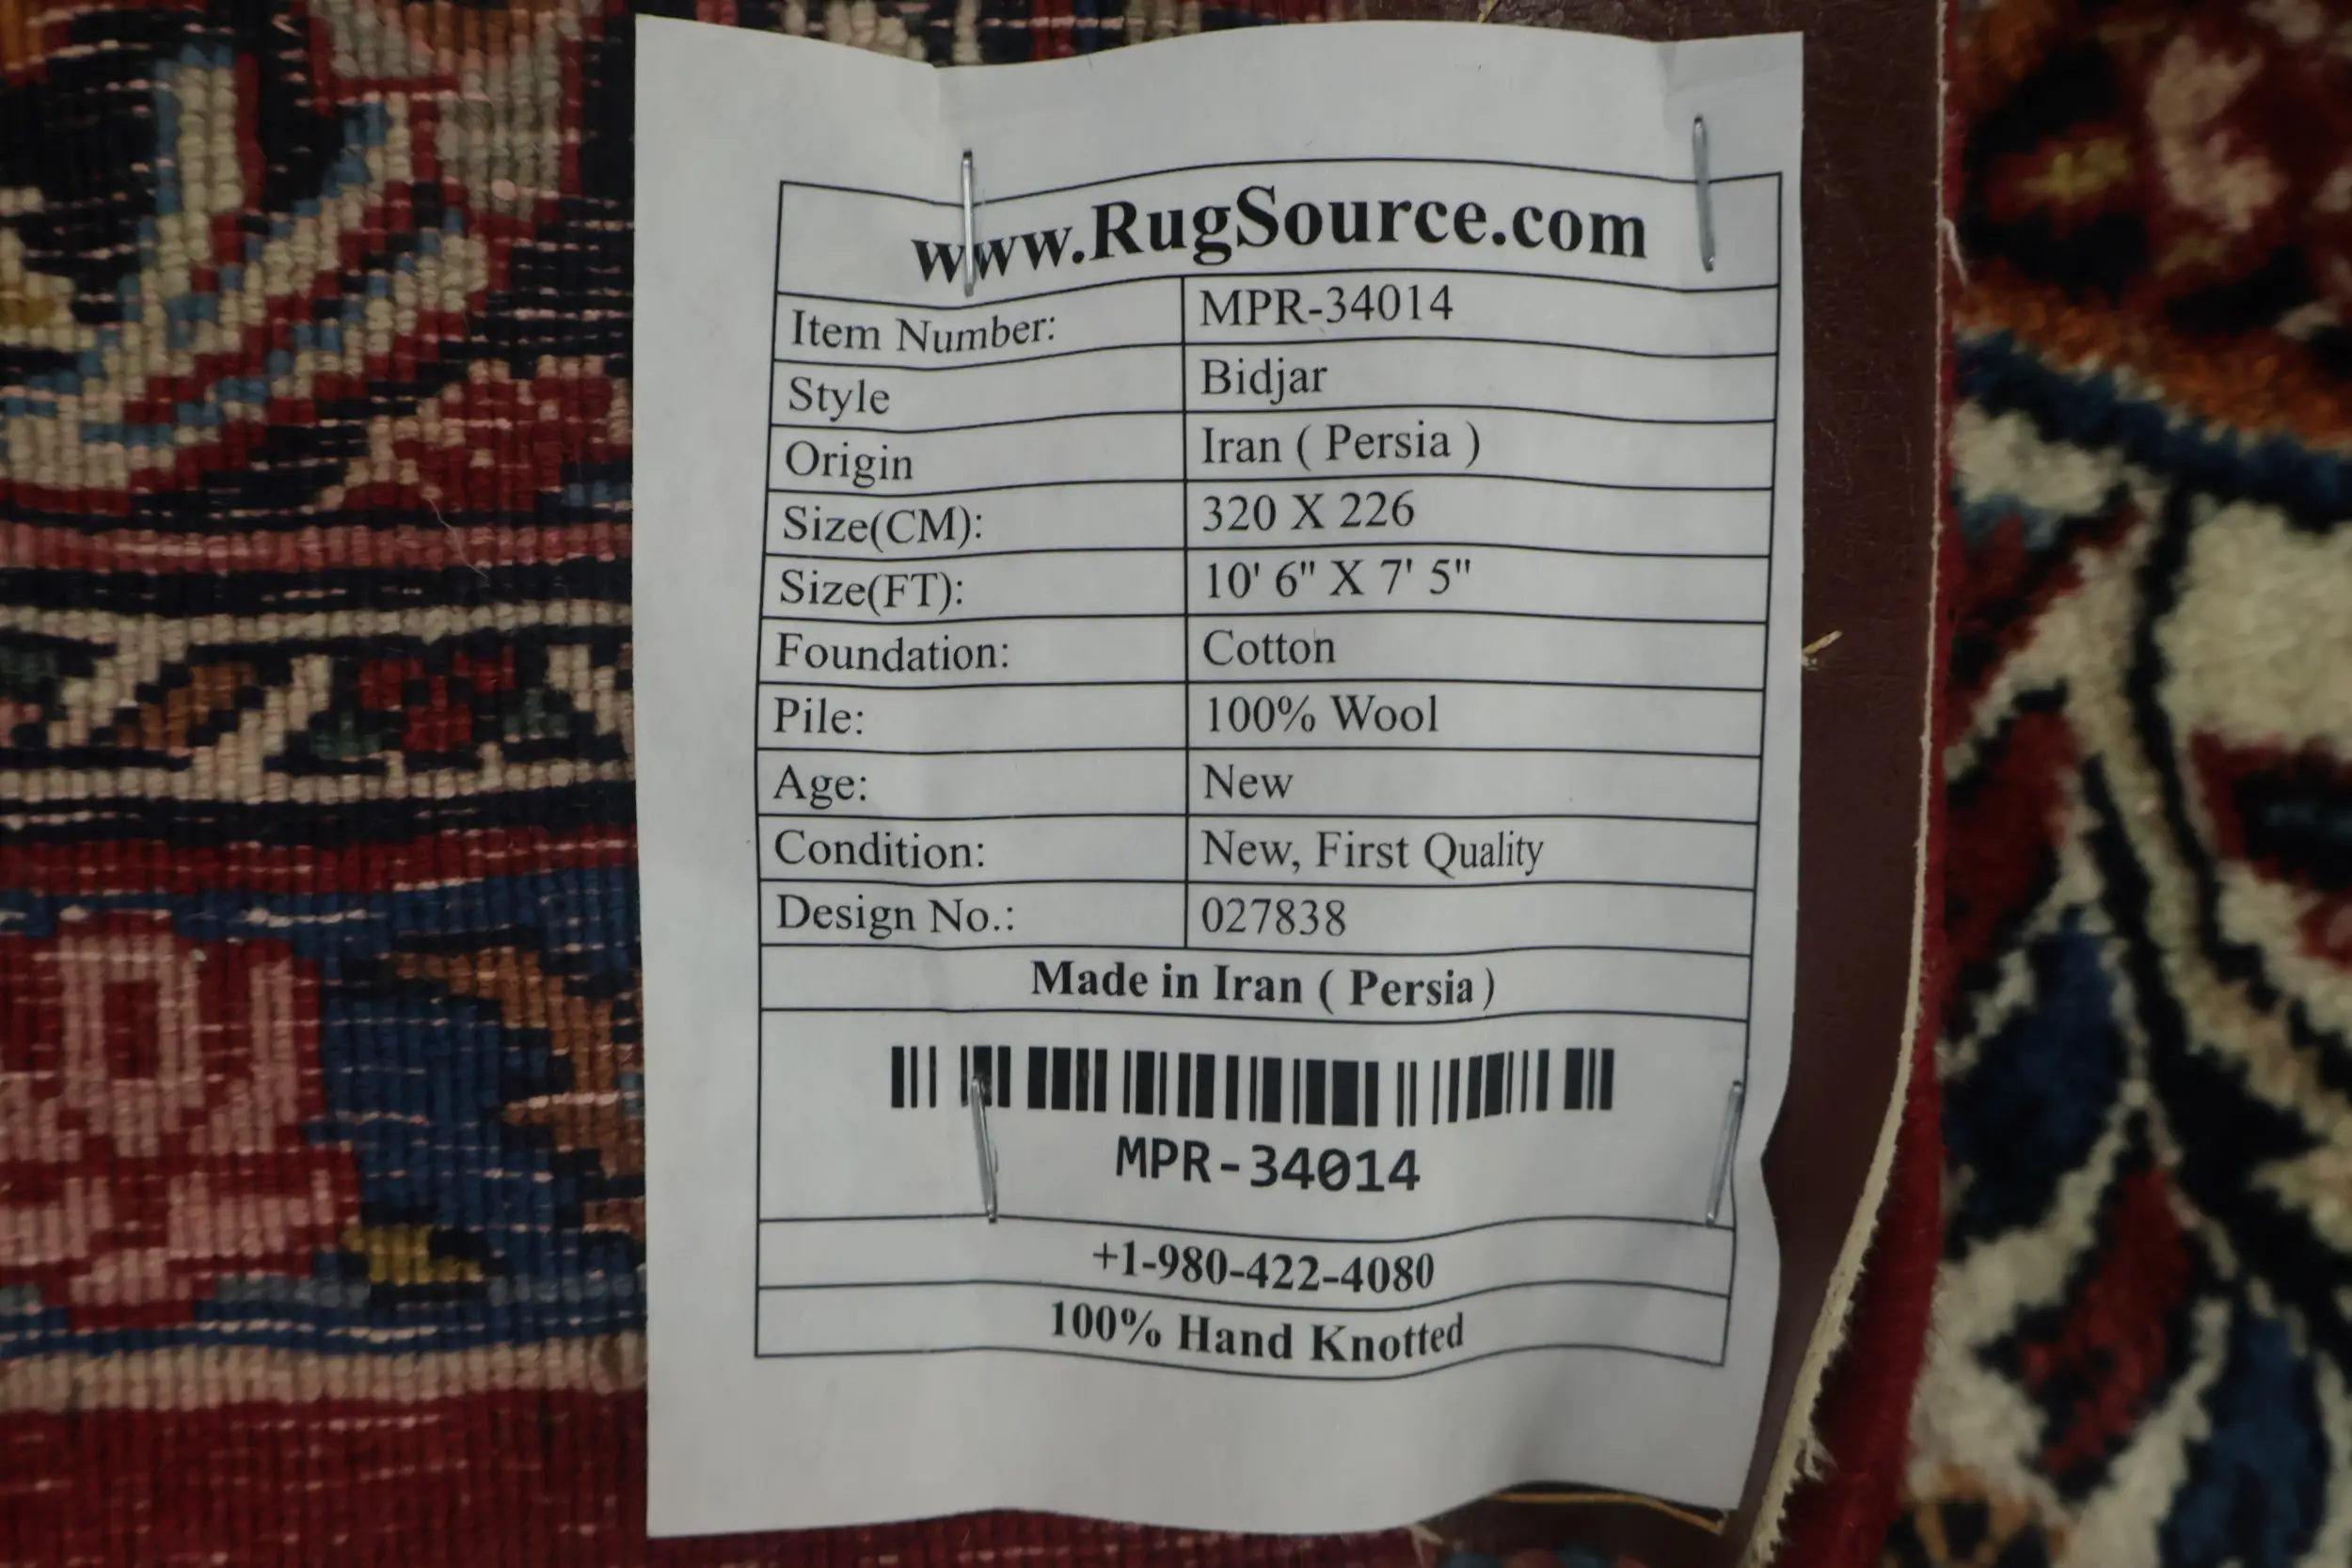 www.RugSource.com
Item Number: MPR-34014
Style Bidjar
Origin Iran ( Persia )
Size(CM): 320 X 226
Size(FT): 10' 6" X 7' 5"
Foundation: Cotton
Pile: 100% Wool
Age: New
Condition: New, First Quality
Design No.: 027838
Made in Iran ( Persia )
MPR-34014
+1-980-422-4080
100% Hand Knotted